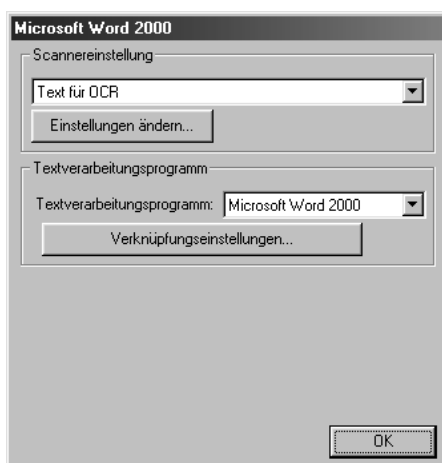 Microsoft Word 2000
Scannereinstellung
Text für OCR
Einstellungen ändern...
Textverarbeitungsprogramm
Textverarbeitungsprogramm: Microsoft Word 2000
Verknüpfungseinstellungen...
OK